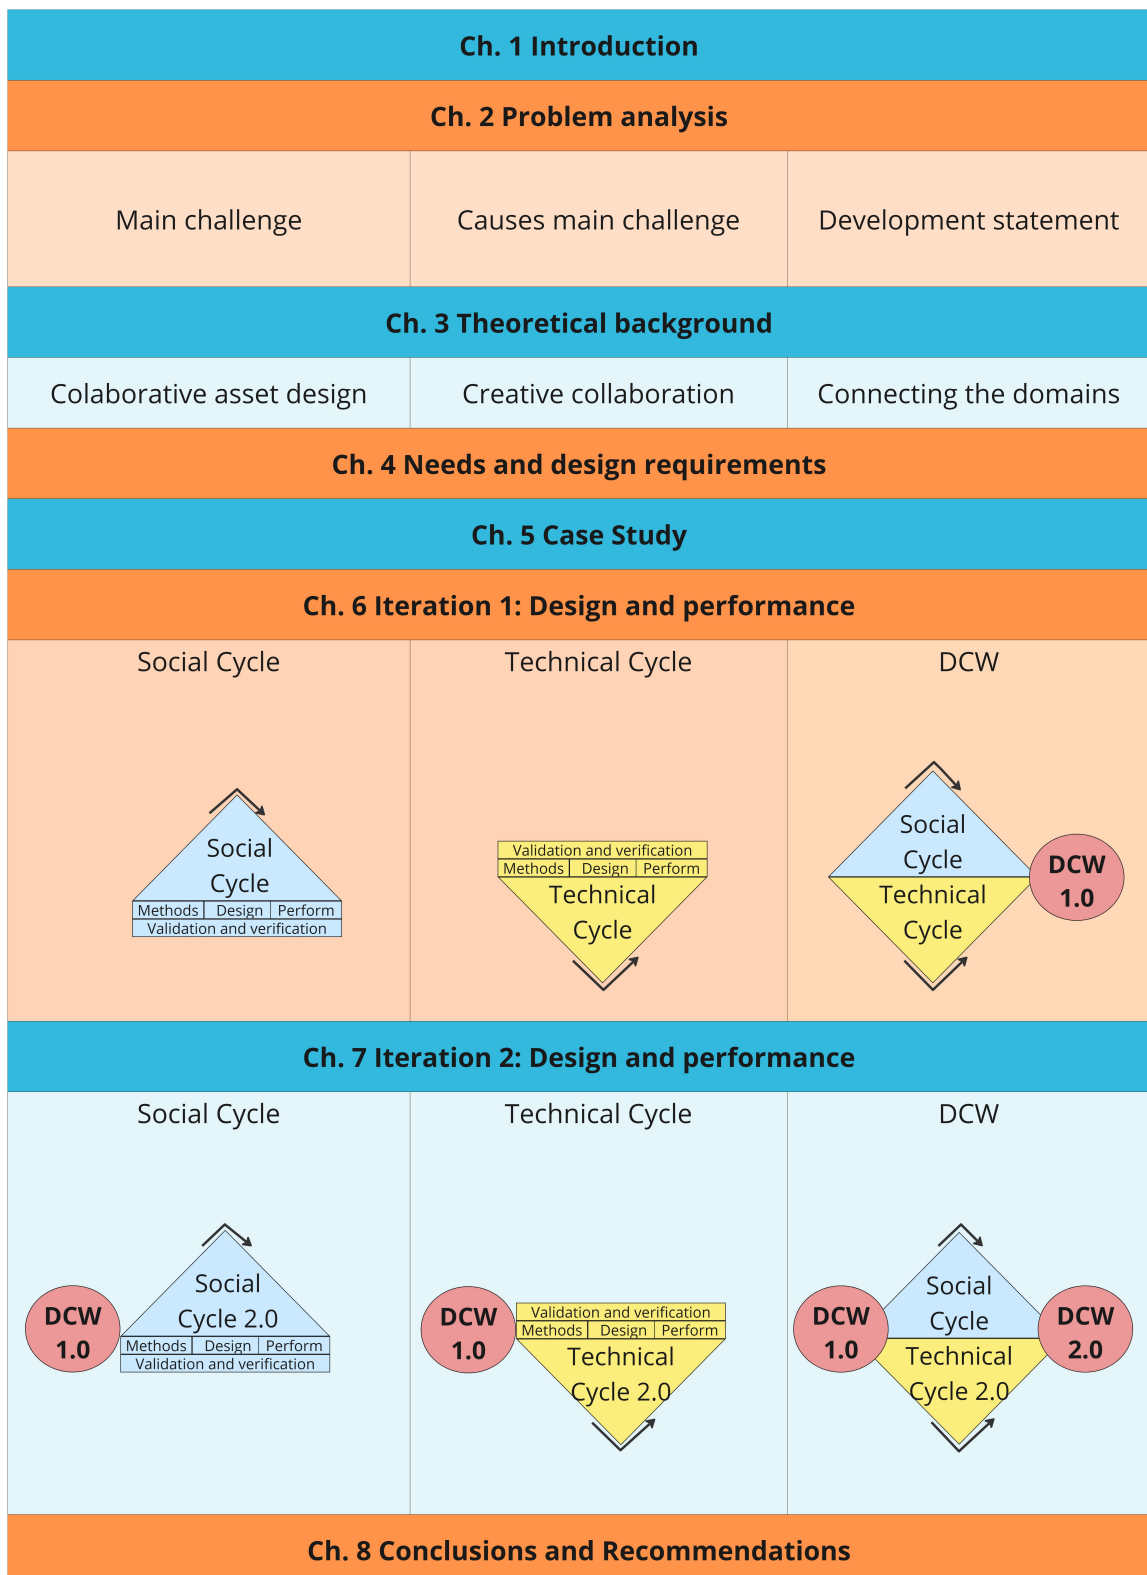 Ch. 1 Introduction
Ch. 2 Problem analysis
Main challenge
Causes main challenge
Development statement
Ch. 3 Theoretical background
Colaborative asset design
Creative collaboration
Connecting the domains
Ch. 4 Needs and design requirements
Ch. 5 Case Study
Ch. 6 Iteration 1: Design and performance
Social Cycle
Social
Cycle
Methods Design Perform
Validation and verification
Technical Cycle
Validation and verification
Methods Design Perform
Technical
Cycle
DCW
Social
Cycle
Technical
Cycle
DCW
1.0
Ch. 7 Iteration 2: Design and performance
Social Cycle
DCW
1.0
Social
Cycle 2.0
Methods Design Perform
Validation and verification
Technical Cycle
DCW
1.0
Validation and verification
Methods Design Perform
Technical
Cycle 2.0
DCW
DCW
1.0
Social
Cycle
Technical
Cycle 2.0
DCW
2.0
Ch. 8 Conclusions and Recommendations